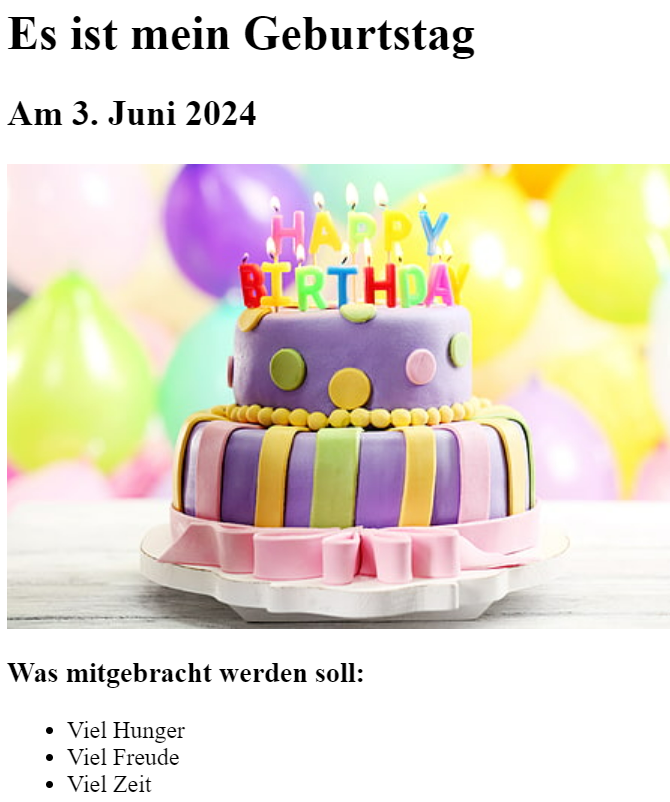 Es ist mein Geburtstag
Am 3. Juni 2024
HAPPY
BIRTHDAY
Was mitgebracht werden soll:
Viel Hunger
Viel Freude
Viel Zeit